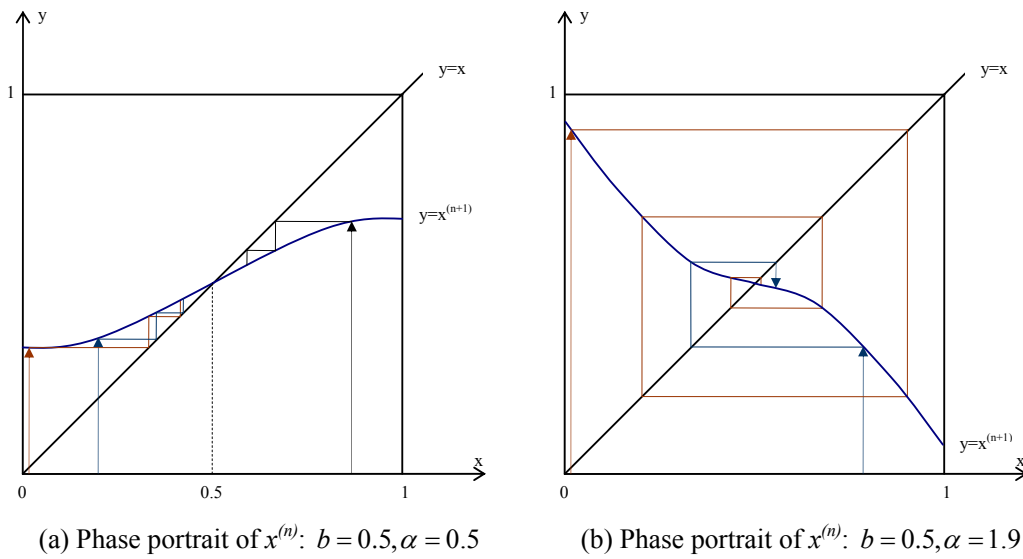 y
y=x
1
y=x^{(n+1)}
x
0
0.5
1
(a) Phase portrait of x^{(n)}: b = 0.5, α = 0.5
y
y=x
1
y=x^{(n+1)}
x
0
1
(b) Phase portrait of x^{(n)}: b = 0.5, α = 1.9